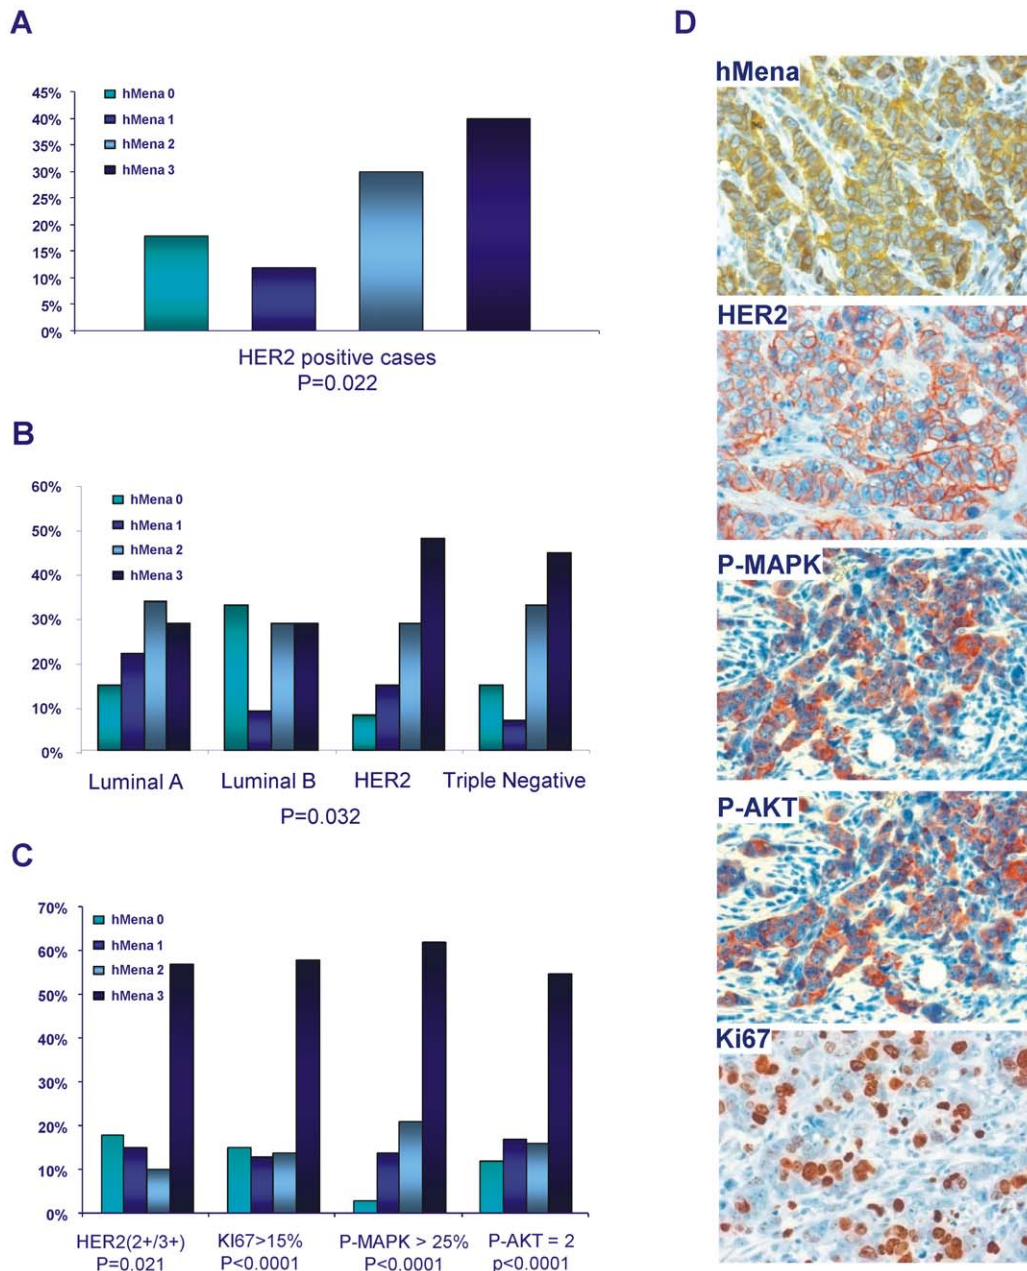 A
45%
40%
35%
30%
25%
20%
15%
10%
5%
0%
hMena 0
hMena 1
hMena 2
hMena 3
HER2 positive cases
P=0.022
B
60%
50%
40%
30%
20%
10%
0%
hMena 0
hMena 1
hMena 2
hMena 3
Luminal A Luminal B HER2 Triple Negative
P=0.032
C
70%
60%
50%
40%
30%
20%
10%
0%
hMena 0
hMena 1
hMena 2
hMena 3
HER2(2+/3+) KI67>15% P-MAPK > 25% P-AKT = 2
P=0.021 P<0.0001 P<0.0001 p<0.0001
D
hMena
HER2
P-MAPK
P-AKT
Ki67